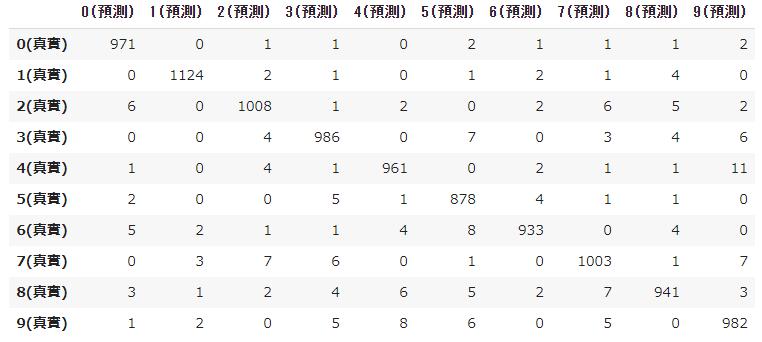 0(預測) 1(預測) 2(預測) 3(預測) 4(預測) 5(預測) 6(預測) 7(預測) 8(預測) 9(預測)
0(真實) 971 0 1 1 0 2 1 1 1 2
1(真實) 0 1124 2 1 0 1 2 1 4 0
2(真實) 6 0 1008 1 2 0 2 6 5 2
3(真實) 0 0 4 986 0 7 0 3 4 6
4(真實) 1 0 4 1 961 0 2 1 1 11
5(真實) 2 0 0 5 1 878 4 1 1 0
6(真實) 5 2 1 1 4 8 933 0 4 0
7(真實) 0 3 7 6 0 1 0 1003 1 7
8(真實) 3 1 2 4 6 5 2 7 941 3
9(真實) 1 2 0 5 8 6 0 5 0 982